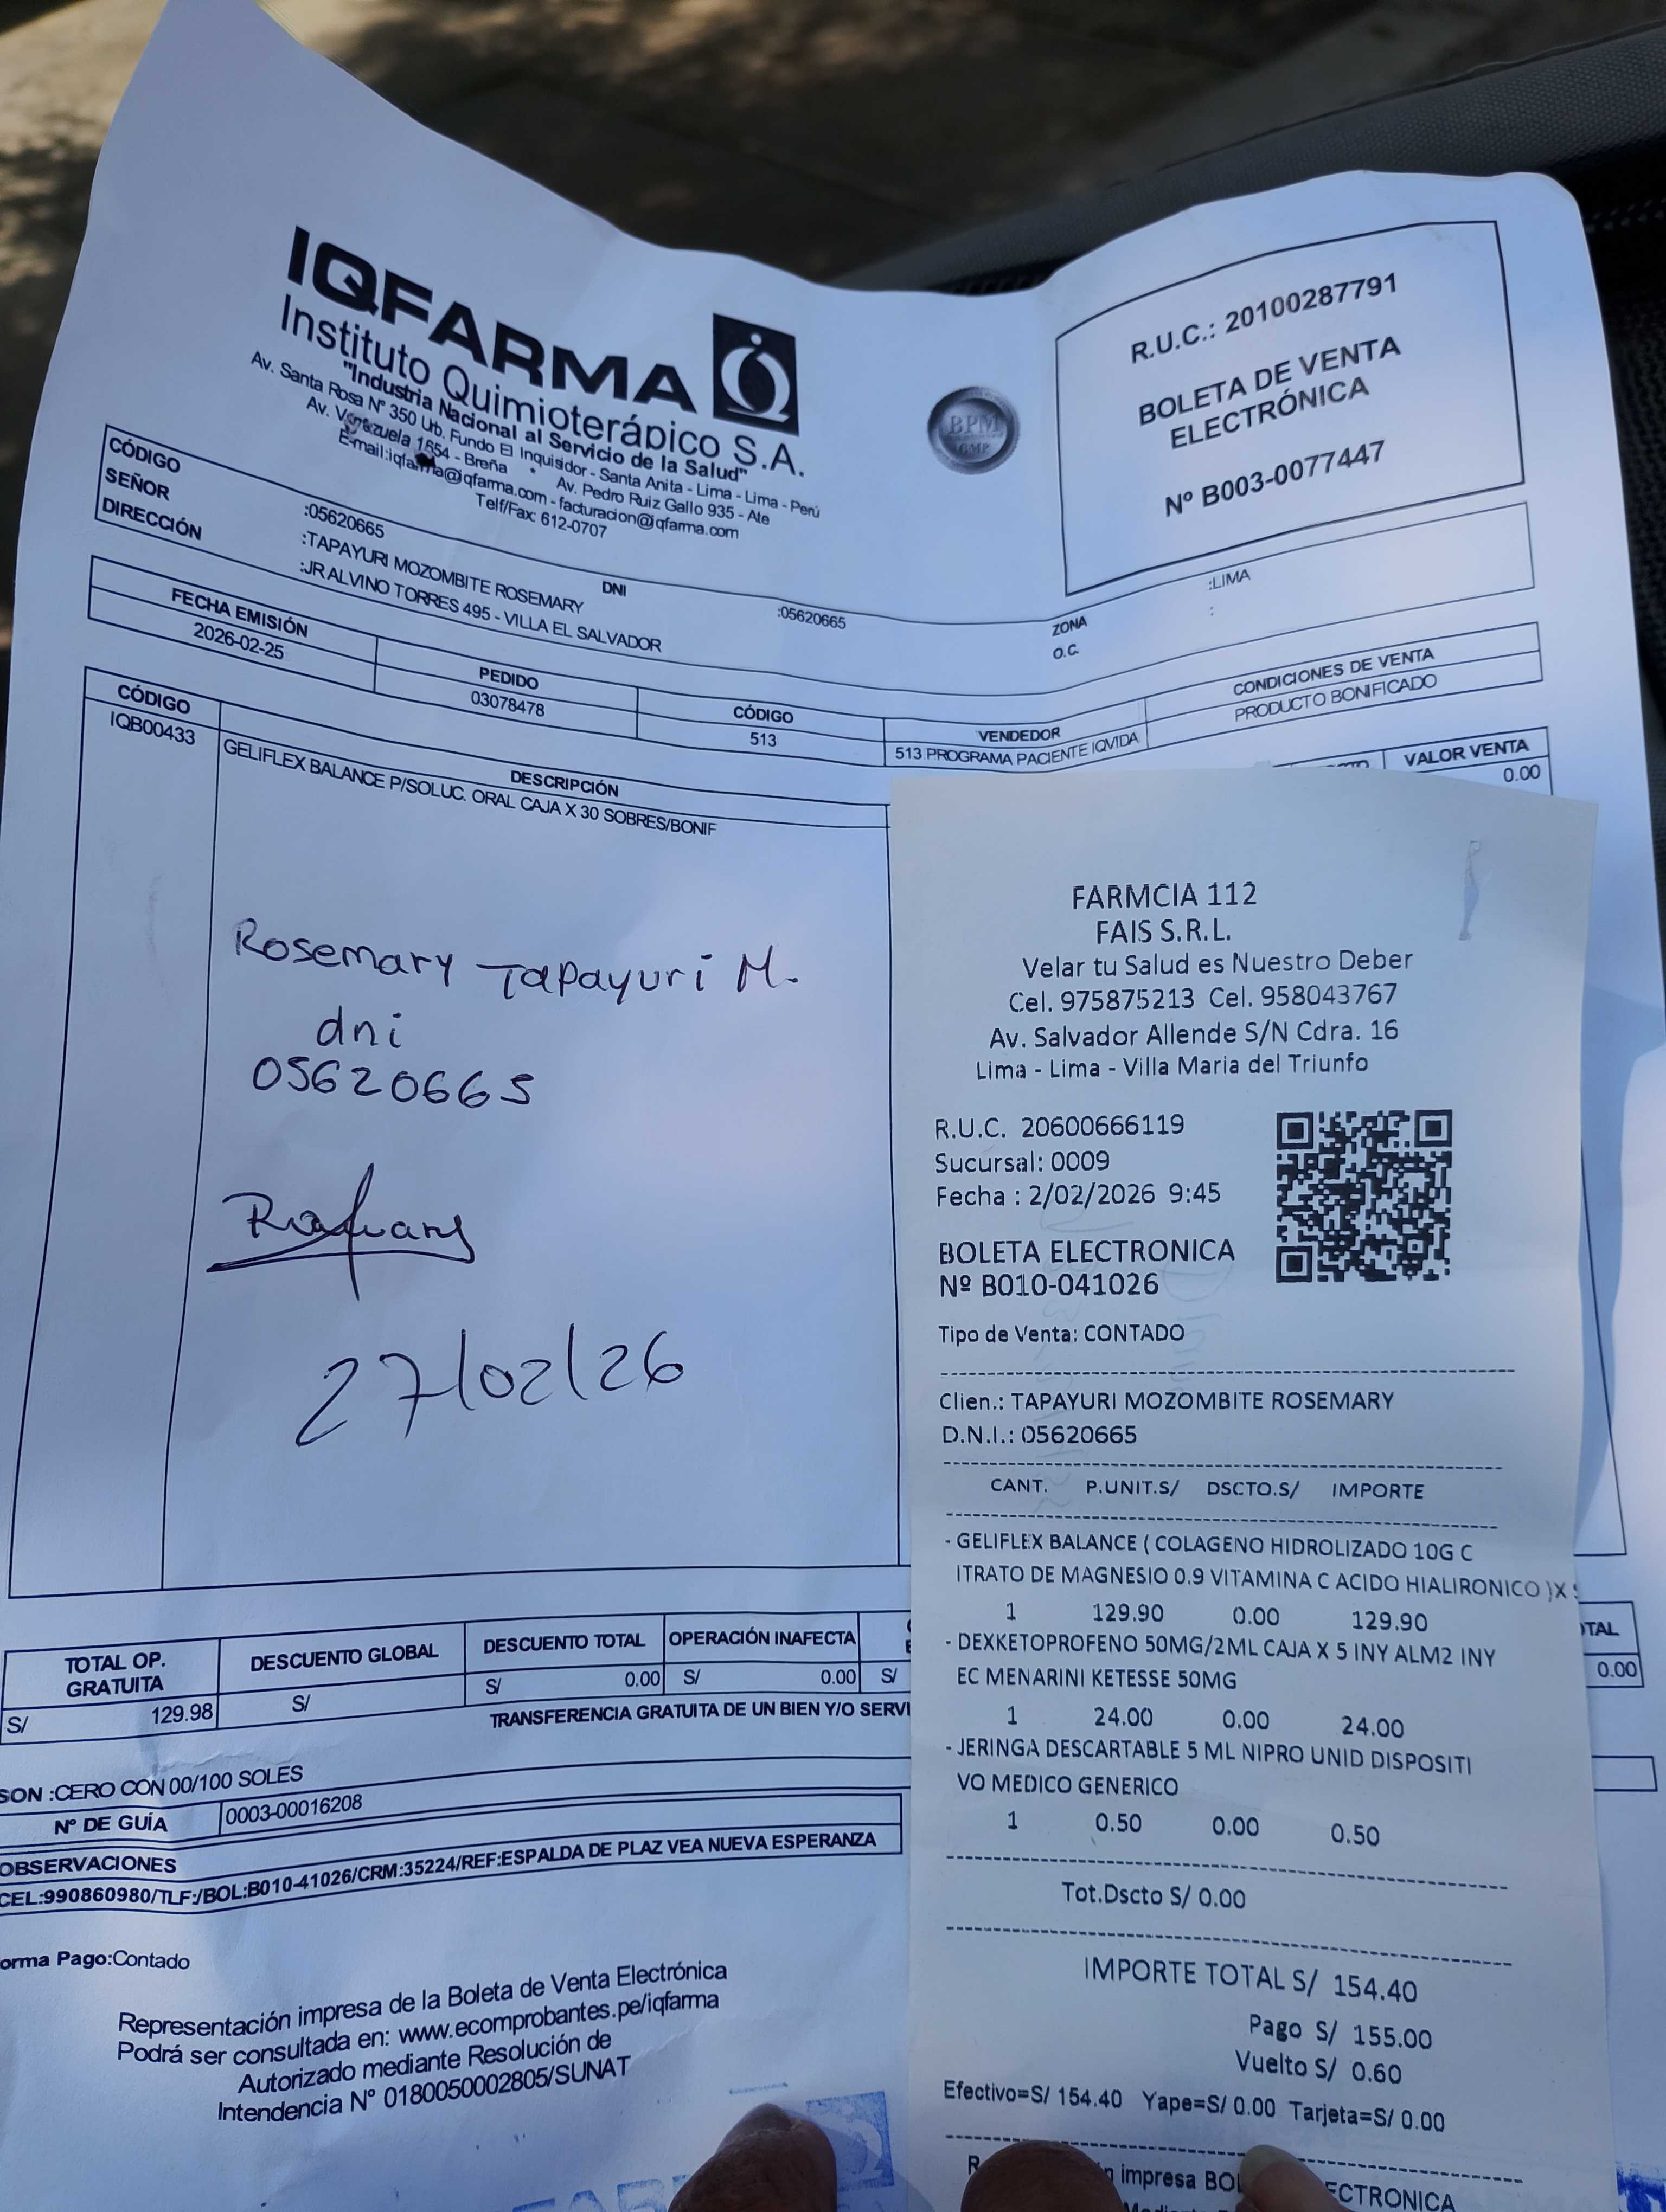 IQFARMA
Instituto Quimioterápico S.A.
"Industria Nacional al Servicio de la Salud"
Av. Santa Rosa N° 350 Urb. Fundo El Inquisidor - Santa Anita - Lima - Lima - Perú
Av. Venezuela 1654 - Breña * Av. Pedro Ruiz Gallo 935 - Ate
E-mail:iqfarma@iqfarma.com - facturacion@iqfarma.com
Telf/Fax: 612-0707
BPM
GMP
R.U.C.: 20100287791
BOLETA DE VENTA
ELECTRÓNICA
Nº B003-0077447
CÓDIGO :05620665 DNI :05620665 ZONA :LIMA
SEÑOR :TAPAYURI MOZOMBITE ROSEMARY O.C. :
DIRECCIÓN :JR ALVINO TORRES 495 - VILLA EL SALVADOR
FECHA EMISIÓN PEDIDO CÓDIGO VENDEDOR CONDICIONES DE VENTA
2026-02-25 03078478 513 513 PROGRAMA PACIENTE IQVIDA PRODUCTO BONIFICADO
CÓDIGO DESCRIPCIÓN VALOR VENTA
IQB00433 GELIFLEX BALANCE P/SOLUC. ORAL CAJA X 30 SOBRES/BONIF 0.00
Rosemary Tapayuri M.
dni
05620665
27/02/26
TOTAL OP. GRATUITA DESCUENTO GLOBAL DESCUENTO TOTAL OPERACIÓN INAFECTA
S/ 129.98 S/ S/ 0.00 S/ 0.00 S/ 0.00
TRANSFERENCIA GRATUITA DE UN BIEN Y/O SERVI
SON :CERO CON 00/100 SOLES
Nº DE GUÍA 0003-00016208
OBSERVACIONES
CEL:990860980/TLF:/BOL:B010-41026/CRM:35224/REF:ESPALDA DE PLAZ VEA NUEVA ESPERANZA
orma Pago:Contado
Representación impresa de la Boleta de Venta Electrónica
Podrá ser consultada en: www.ecomprobantes.pe/iqfarma
Autorizado mediante Resolución de
Intendencia N° 0180050002805/SUNAT
FARMCIA 112
FAIS S.R.L.
Velar tu Salud es Nuestro Deber
Cel. 975875213 Cel. 958043767
Av. Salvador Allende S/N Cdra. 16
Lima - Lima - Villa Maria del Triunfo
R.U.C. 20600666119
Sucursal: 0009
Fecha : 2/02/2026 9:45
BOLETA ELECTRONICA
Nº B010-041026
Tipo de Venta: CONTADO
Clien.: TAPAYURI MOZOMBITE ROSEMARY
D.N.I.: 05620665
CANT. P.UNIT.S/ DSCTO.S/ IMPORTE
- GELIFLEX BALANCE ( COLAGENO HIDROLIZADO 10G C
ITRATO DE MAGNESIO 0.9 VITAMINA C ACIDO HIALIRONICO )X
1 129.90 0.00 129.90
- DEXKETOPROFENO 50MG/2ML CAJA X 5 INY ALM2 INY
EC MENARINI KETESSE 50MG
1 24.00 0.00 24.00
- JERINGA DESCARTABLE 5 ML NIPRO UNID DISPOSITI
VO MEDICO GENERICO
1 0.50 0.00 0.50
Tot.Dscto S/ 0.00
IMPORTE TOTAL S/ 154.40
Pago S/ 155.00
Vuelto S/ 0.60
Efectivo=S/ 154.40 Yape=S/ 0.00 Tarjeta=S/ 0.00
impresa